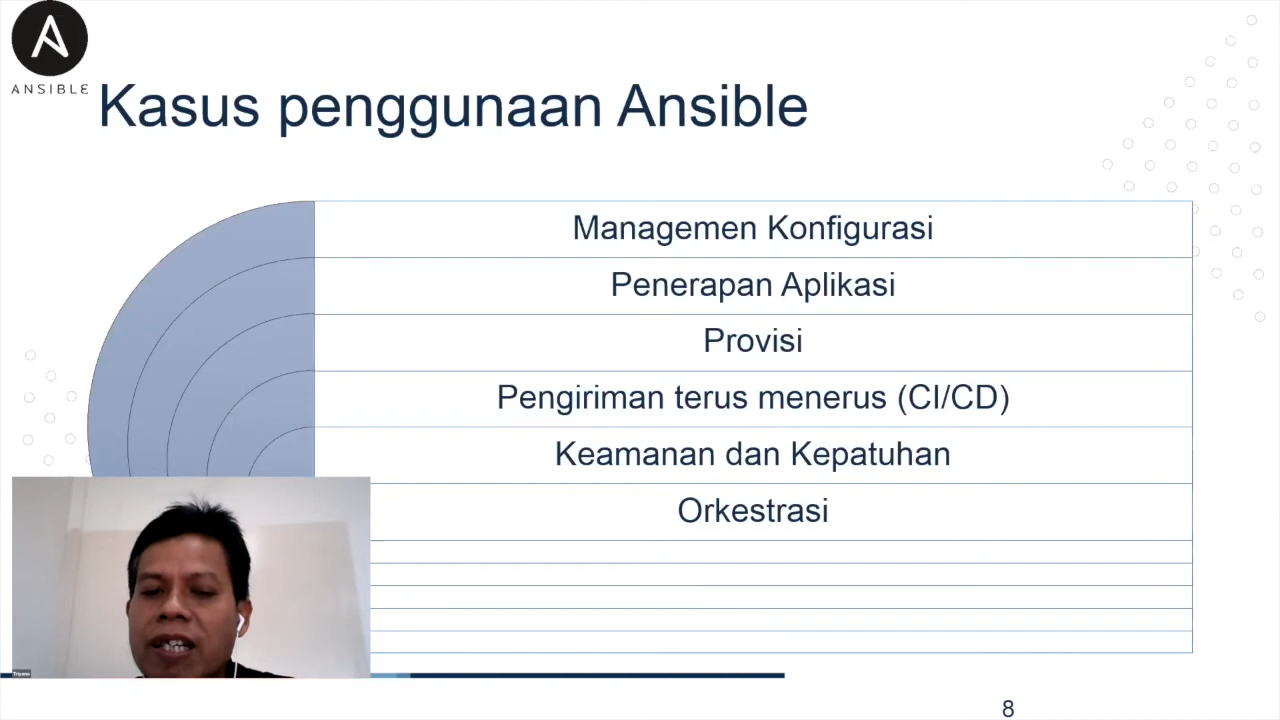 ANSIBLE
Kasus penggunaan Ansible
Managemen Konfigurasi
Penerapan Aplikasi
Provisi
Pengiriman terus menerus (CI/CD)
Keamanan dan Kepatuhan
Orkestrasi
Triyono
8